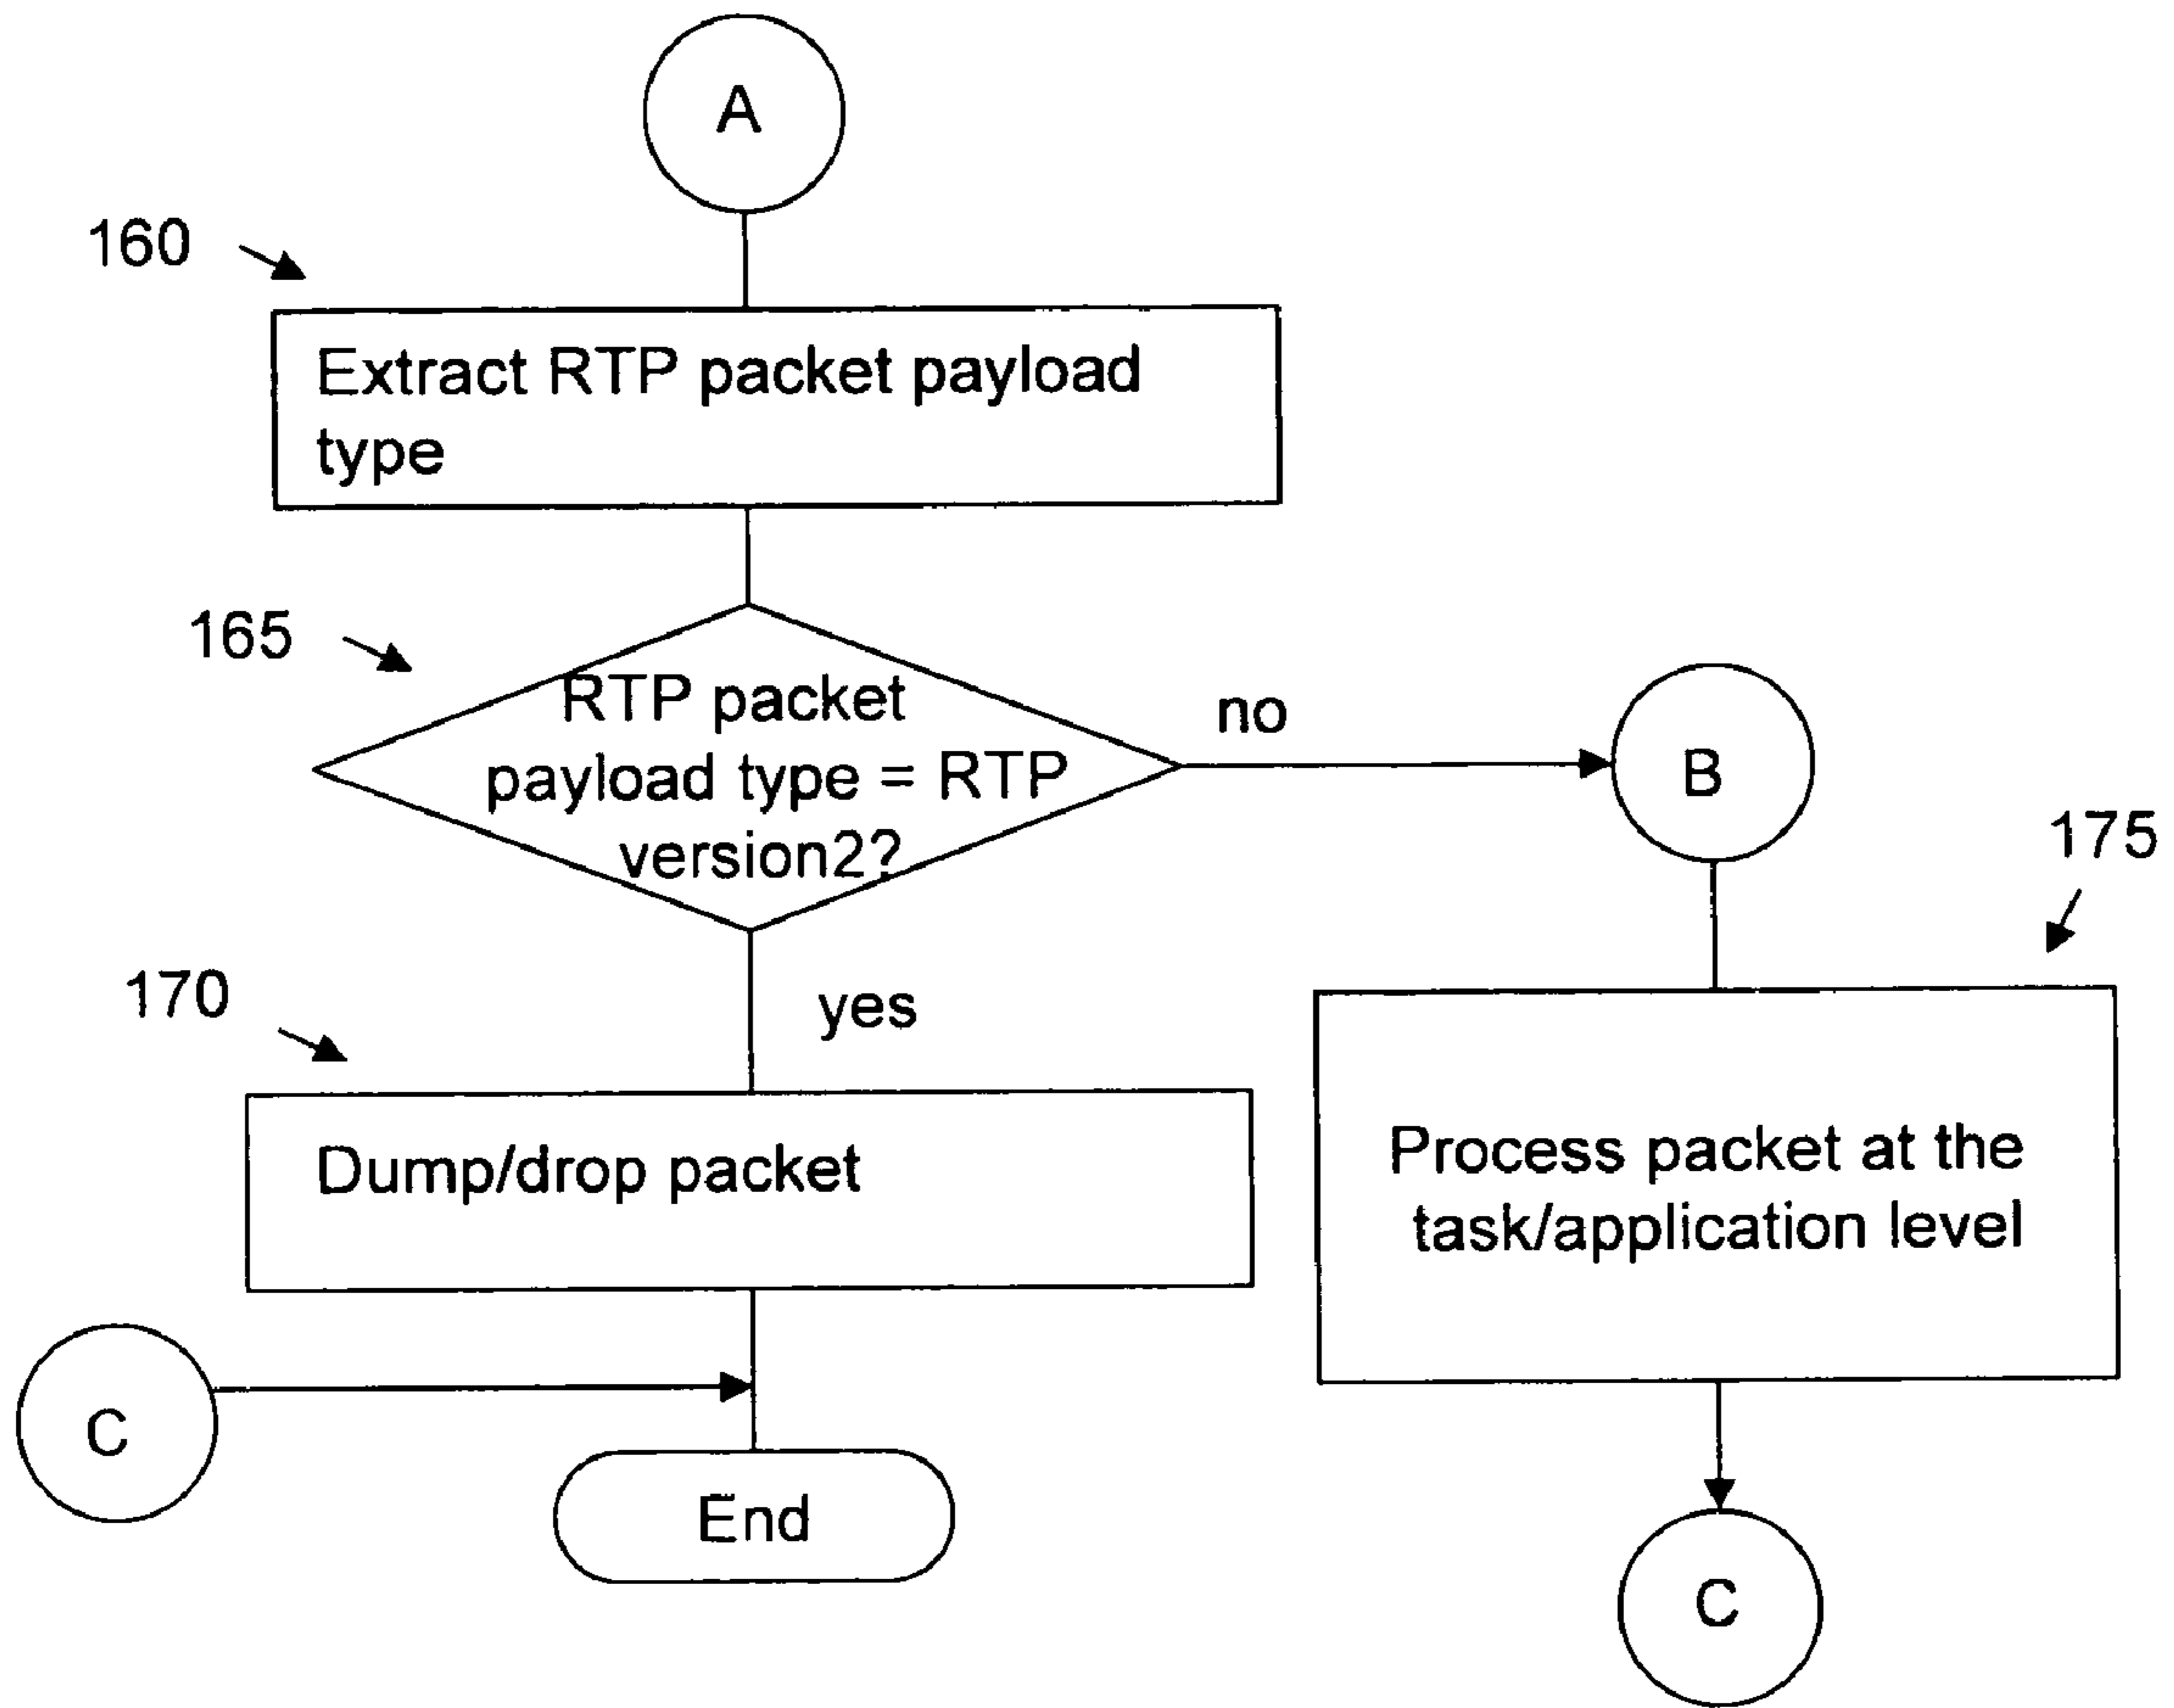 A
160
Extract RTP packet payload
type
165
RTP packet
payload type = RTP
version2?
no
B
175
170
yes
Dump/drop packet
Process packet at the
task/application level
C
End
C